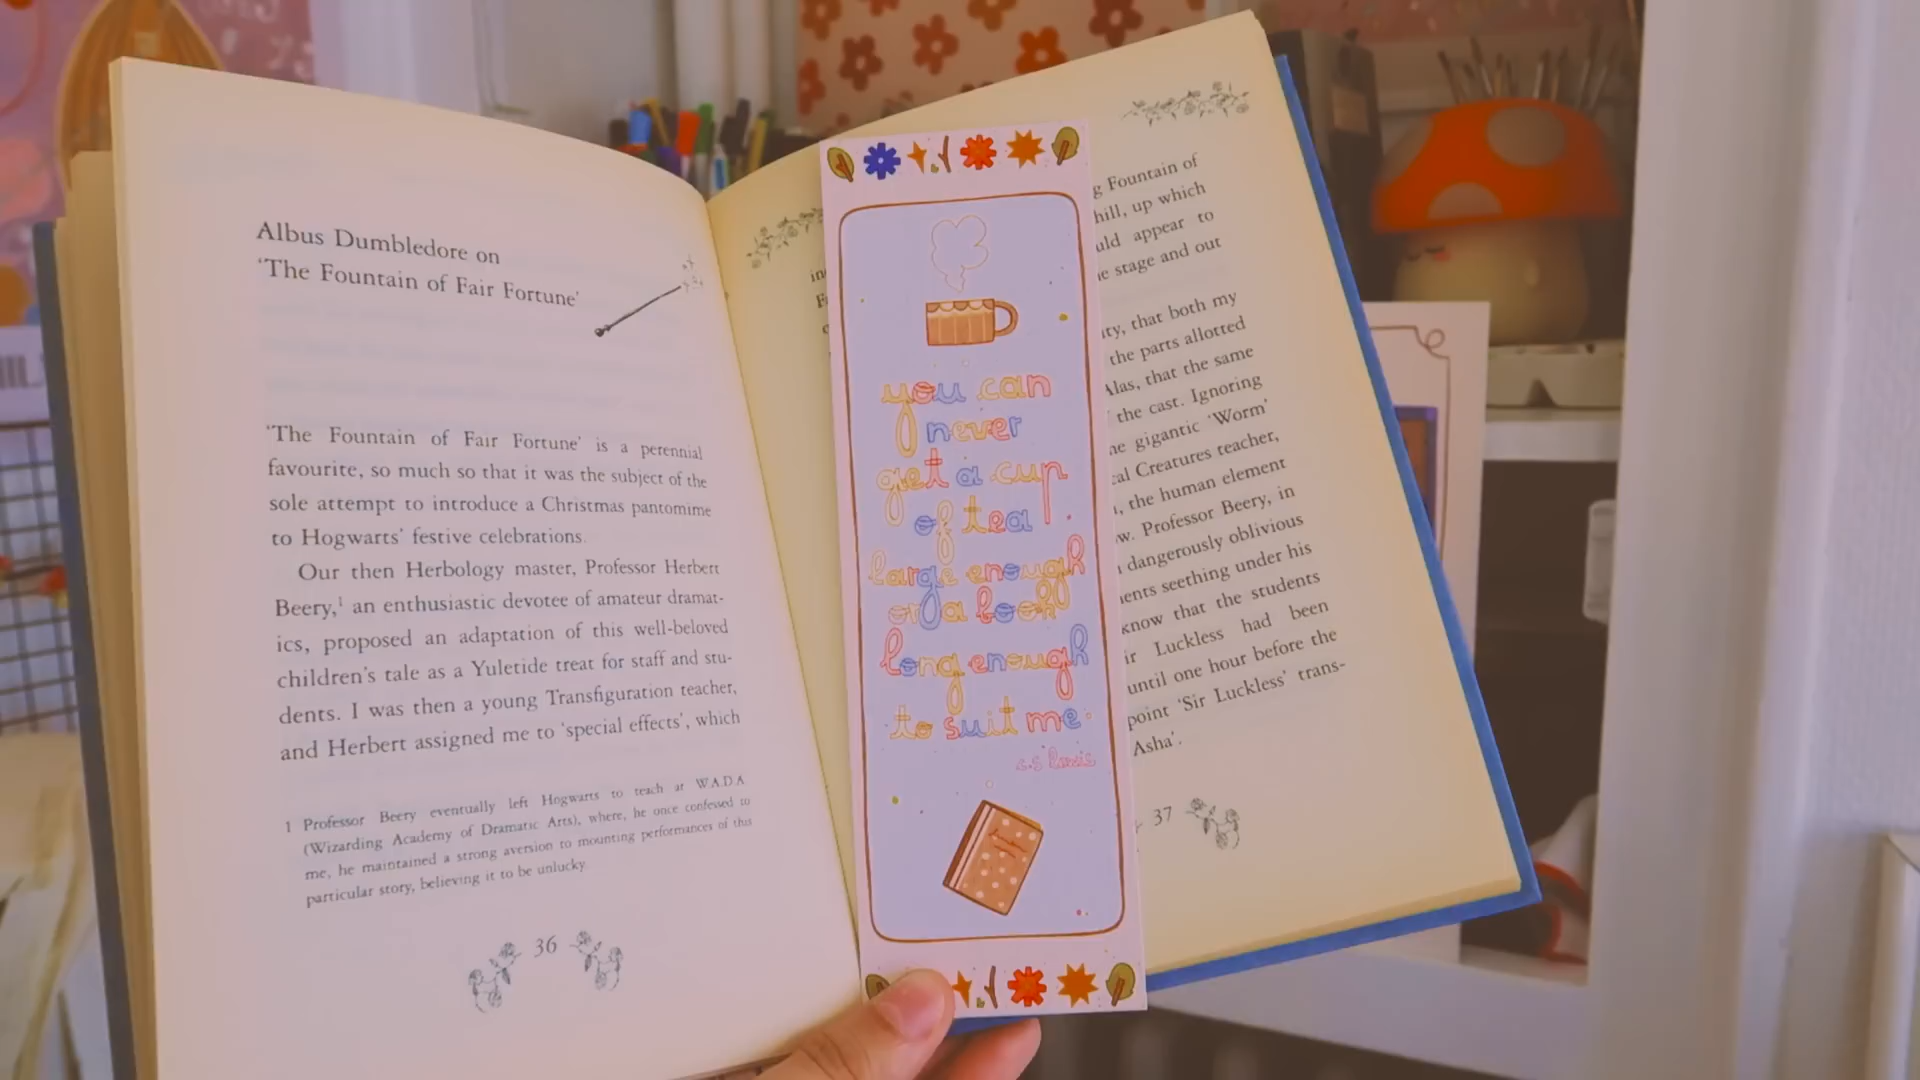 Albus Dumbledore on
‘The Fountain of Fair Fortune’
‘The Fountain of Fair Fortune’ is a perennial
favourite, so much so that it was the subject of the
sole attempt to introduce a Christmas pantomime
to Hogwarts’ festive celebrations.
Our then Herbology master, Professor Herbert
Beery,¹ an enthusiastic devotee of amateur dramat-
ics, proposed an adaptation of this well-beloved
children’s tale as a Yuletide treat for staff and stu-
dents. I was then a young Transfiguration teacher,
and Herbert assigned me to ‘special effects’, which
1 Professor Beery eventually left Hogwarts to teach at W.A.D.A.
(Wizarding Academy of Dramatic Arts), where, he once confessed to
me, he maintained a strong aversion to mounting performances of this
particular story, believing it to be unlucky.
36
you can
never
get a cup
of tea
large enough
or a book
long enough
to suit me
c.s lewis
Fountain of
hill, up which
appear to
stage and out
that both my
the parts allotted
Alas, that the same
the cast. Ignoring
gigantic ‘Worm’
Creatures teacher,
the human element
Professor Beery, in
dangerously oblivious
seething under his
know that the students
Luckless had been
until one hour before the
point ‘Sir Luckless’ trans-
Asha’.
37